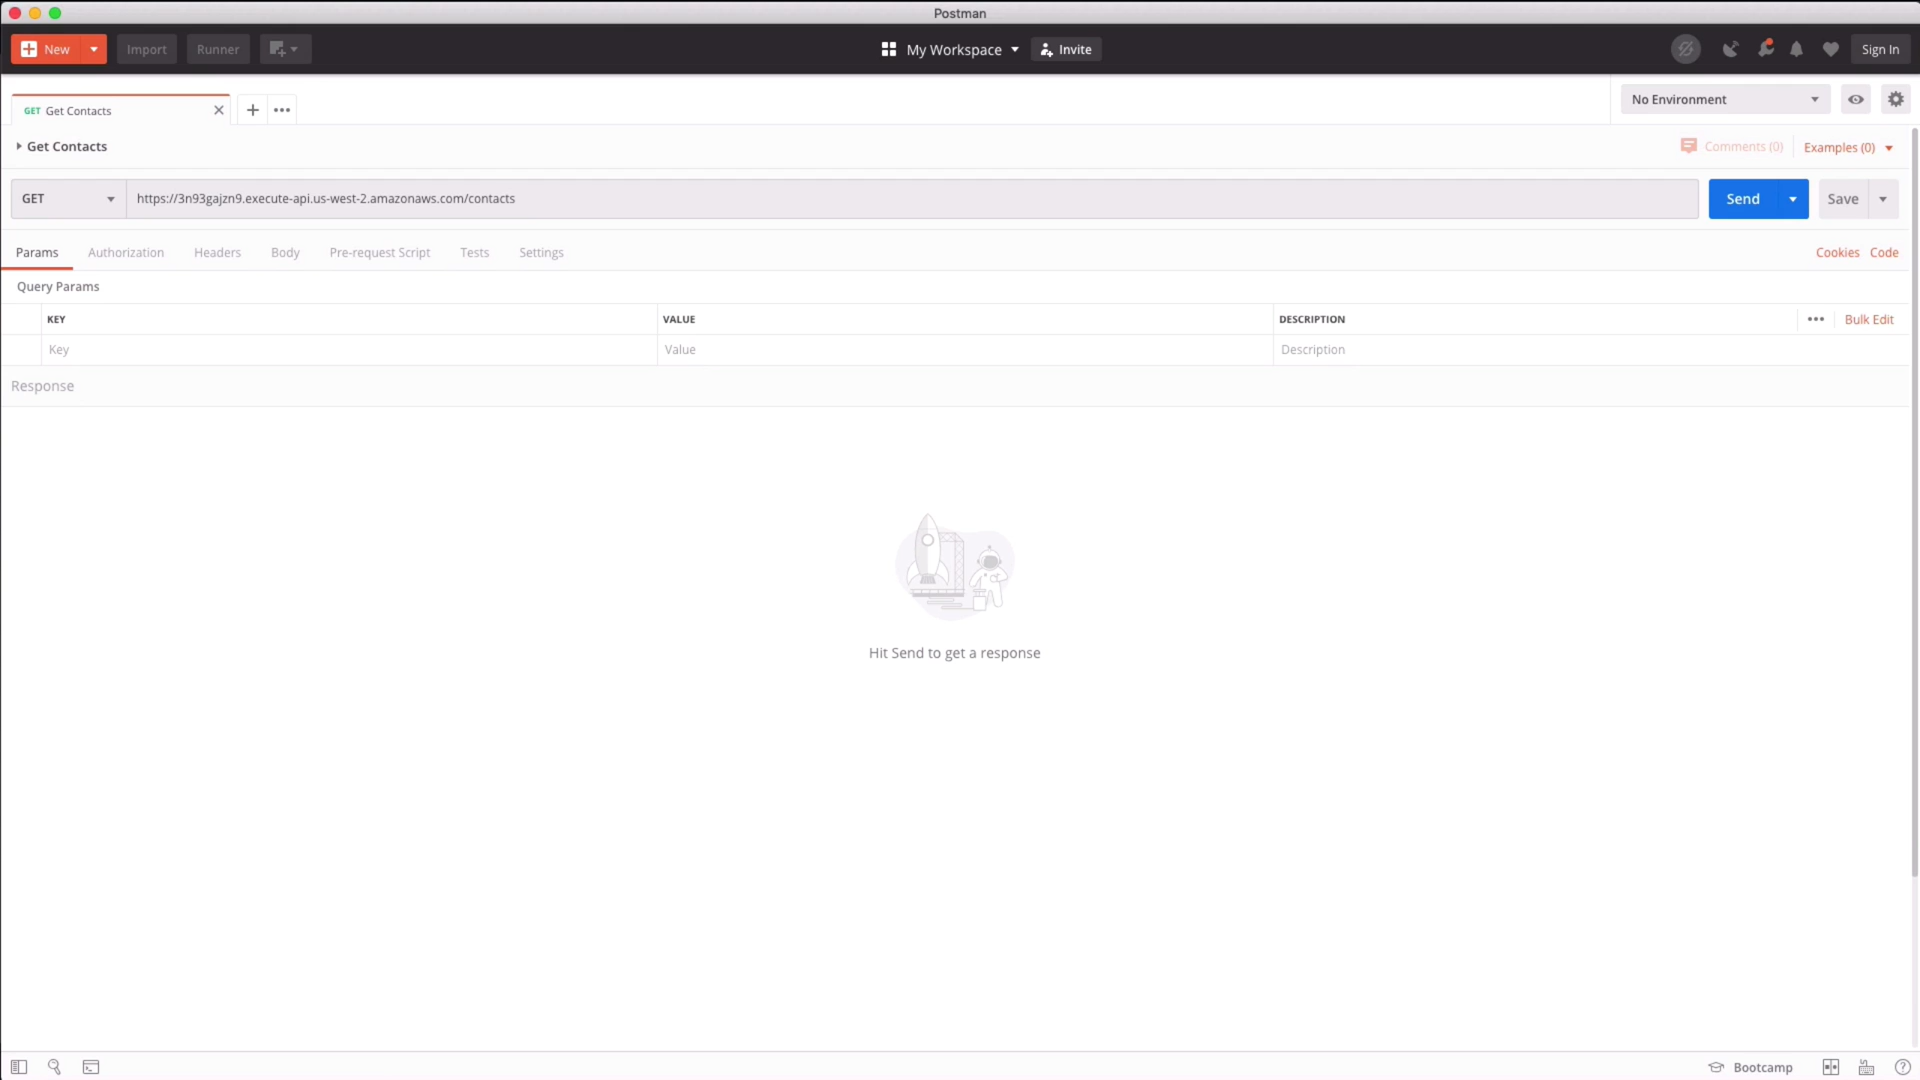 Postman
New Import Runner My Workspace Invite Sign In
GET Get Contacts No Environment
Get Contacts Comments (0) Examples (0)
GET https://3n93gajzn9.execute-api.us-west-2.amazonaws.com/contacts Send Save
Params Authorization Headers Body Pre-request Script Tests Settings Cookies Code
Query Params
KEY VALUE DESCRIPTION Bulk Edit
Key Value Description
Response
Hit Send to get a response
Bootcamp